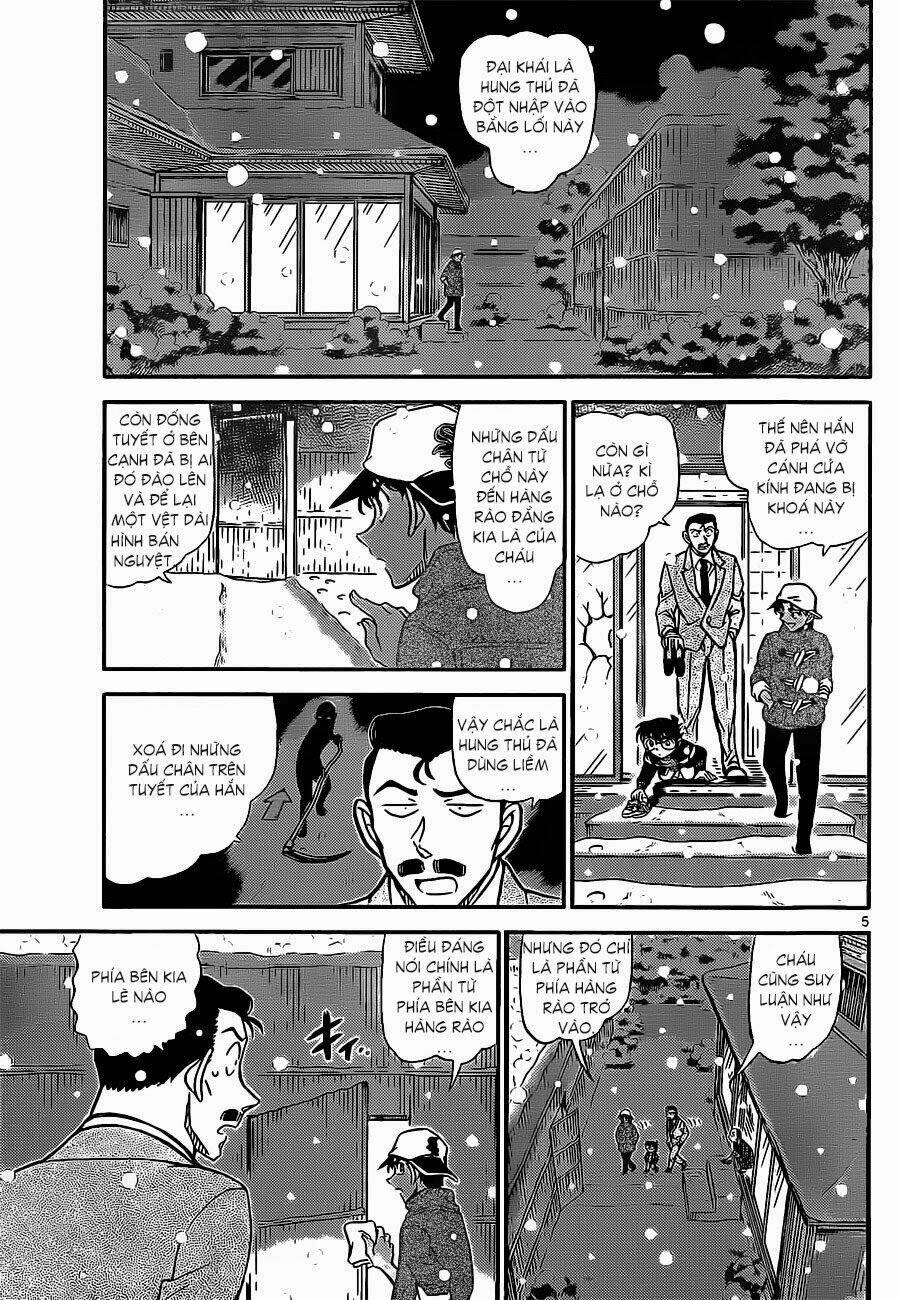 ĐẠI KHÁI LÀ
HUNG THỦ ĐÃ
ĐỘT NHẬP VÀO
BẰNG LỐI NÀY
...
THẾ NÊN HẮN
ĐÃ PHÁ VỠ
CÁNH CỬA
KÍNH ĐANG BỊ
KHOÁ NÀY
...
CÒN GÌ
NỮA? KÌ
LẠ Ở CHỖ
NÀO?
NHỮNG DẤU
CHÂN TỪ
CHỖ NÀY
ĐẾN HÀNG
RÀO ĐẰNG
KIA LÀ CỦA
CHÁU
...
CÒN ĐỐNG
TUYẾT Ở BÊN
CẠNH ĐÃ BỊ AI
ĐÓ ĐÀO LÊN
VÀ ĐỂ LẠI
MỘT VỆT DÀI
HÌNH BÁN
NGUYỆT
VẬY CHẮC LÀ
HUNG THỦ ĐÃ
DÙNG LIỀM
...
XOÁ ĐI NHỮNG
DẤU CHÂN TRÊN
TUYẾT CỦA HẮN
...
5
CHÁU
CŨNG SUY
LUẬN NHƯ
VẬY
...
NHƯNG ĐÓ CHỈ
LÀ PHẦN TỪ
PHÍA HÀNG
RÀO TRỞ
VÀO
...
ĐIỀU ĐÁNG
NÓI CHÍNH LÀ
PHẦN TỪ
PHÍA BÊN KIA
HÀNG RÀO
...
キィ…
PHÍA BÊN KIA
LẼ NÀO
...